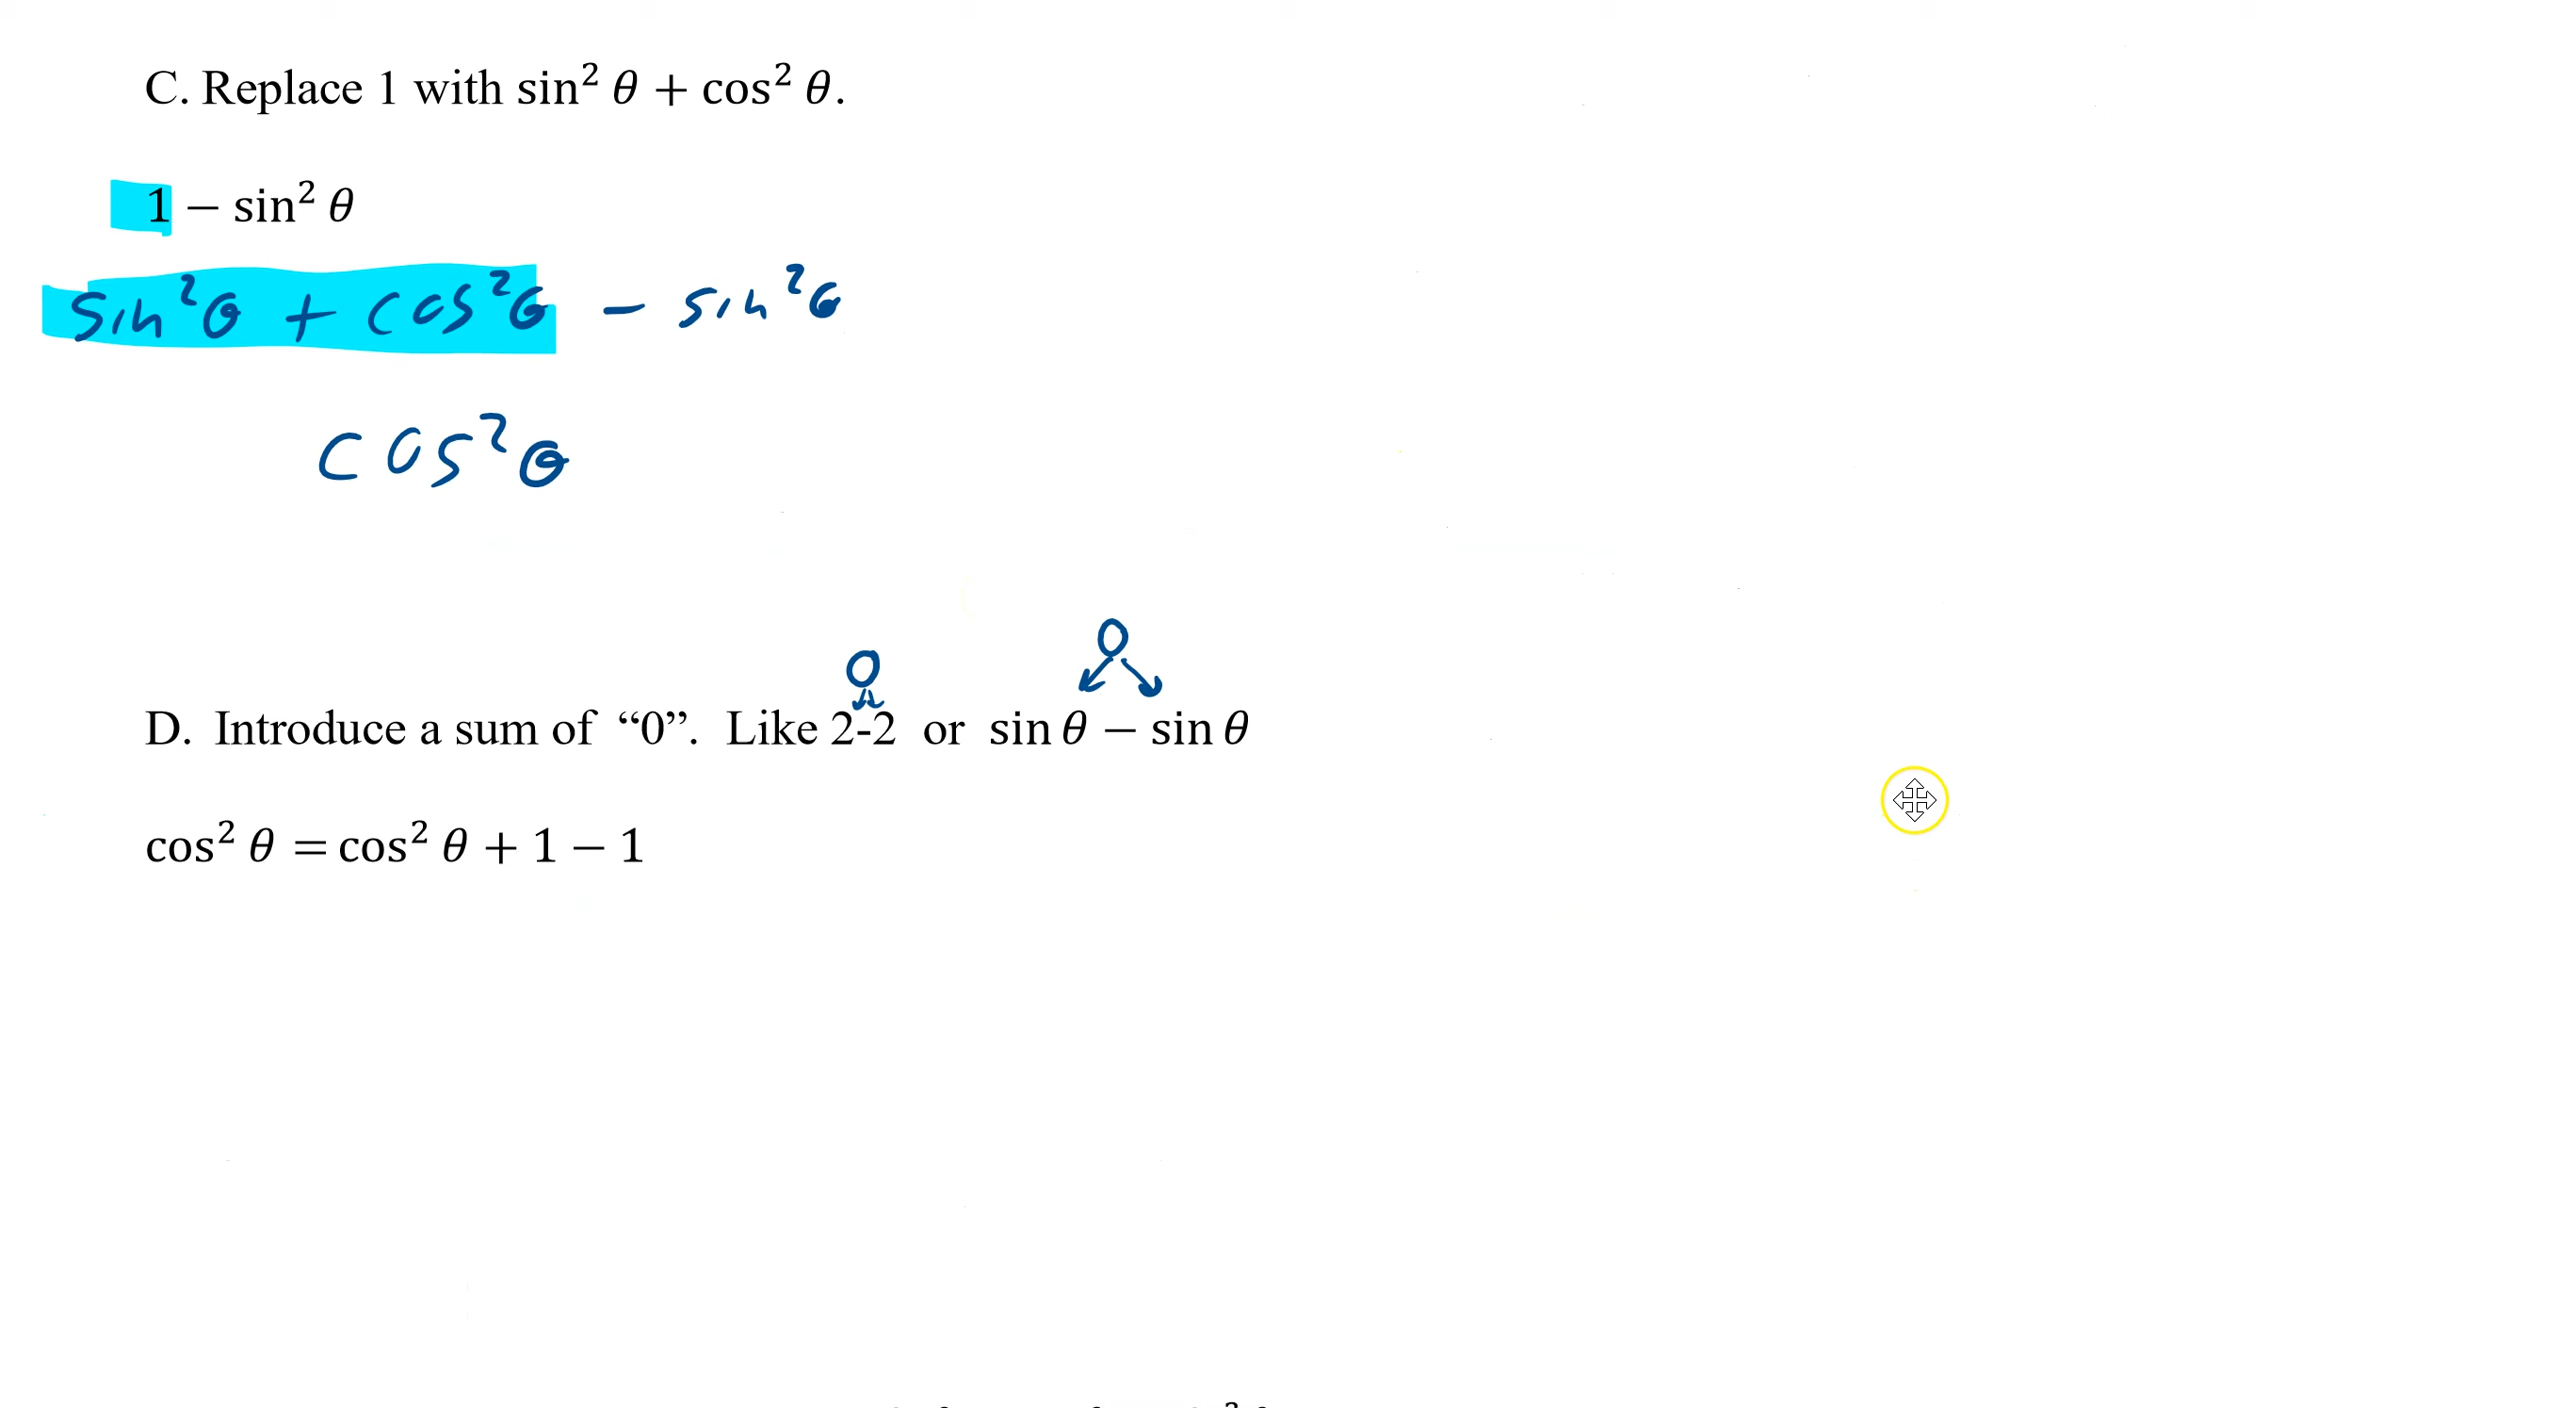 C. Replace 1 with sin² θ + cos² θ.
1 − sin² θ
sin²θ + cos²θ − sin²θ
cos²θ
0 0
D. Introduce a sum of “0”. Like 2-2 or sin θ − sin θ
cos² θ = cos² θ + 1 − 1